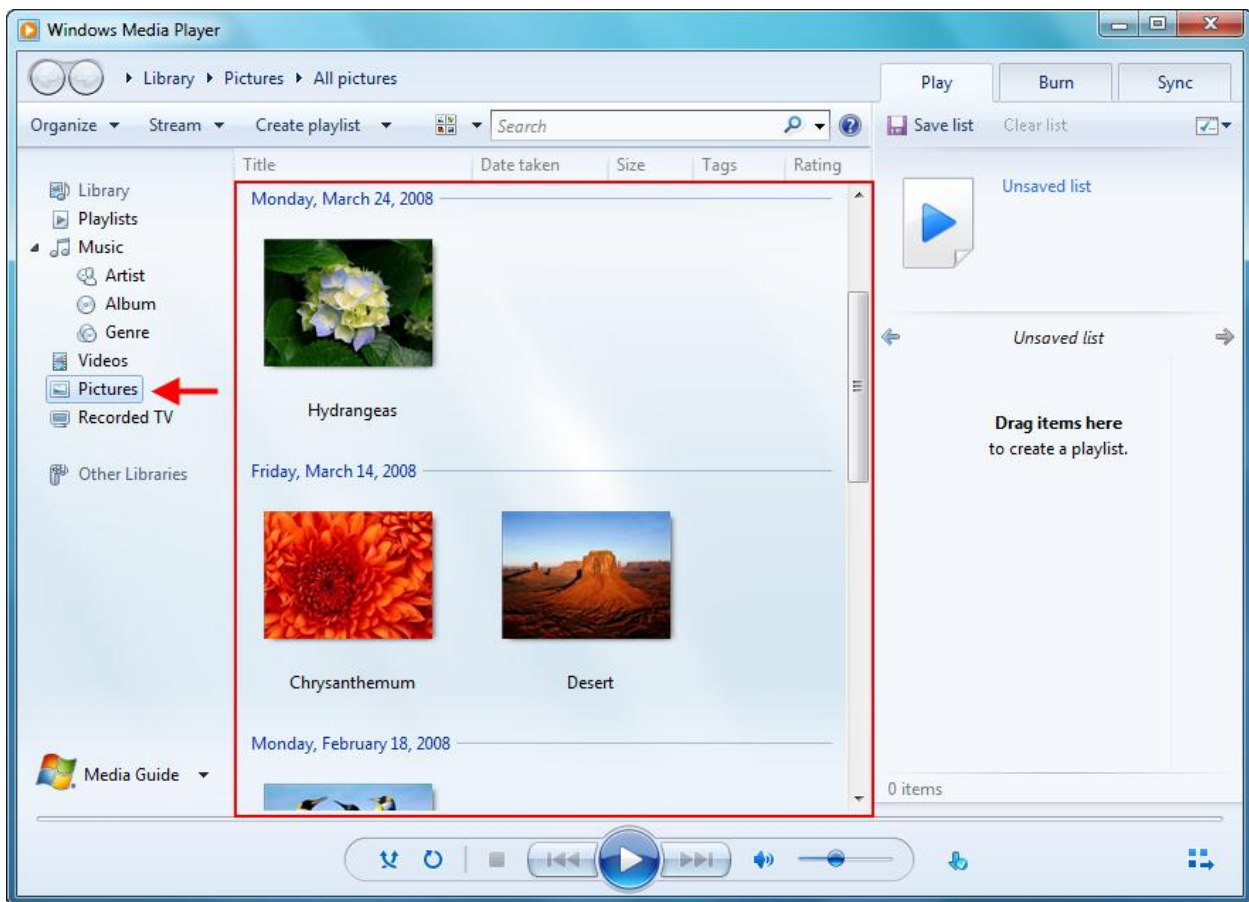 Windows Media Player
Library Pictures All pictures
Play Burn Sync
Organize Stream Create playlist Search
Save list Clear list
Title Date taken Size Tags Rating
Library
Playlists
Music
Artist
Album
Genre
Videos
Pictures
Recorded TV
Other Libraries
Media Guide
Monday, March 24, 2008
Hydrangeas
Friday, March 14, 2008
Chrysanthemum Desert
Monday, February 18, 2008
Unsaved list
Unsaved list
Drag items here
to create a playlist.
0 items